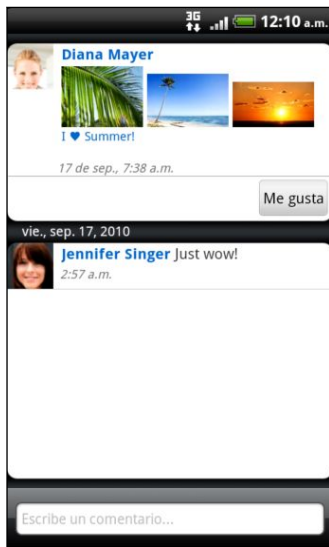 3G 12:10 a.m.
Diana Mayer
I ♥ Summer!
17 de sep., 7:38 a.m.
Me gusta
vie., sep. 17, 2010
Jennifer Singer Just wow!
2:57 a.m.
Escribe un comentario...